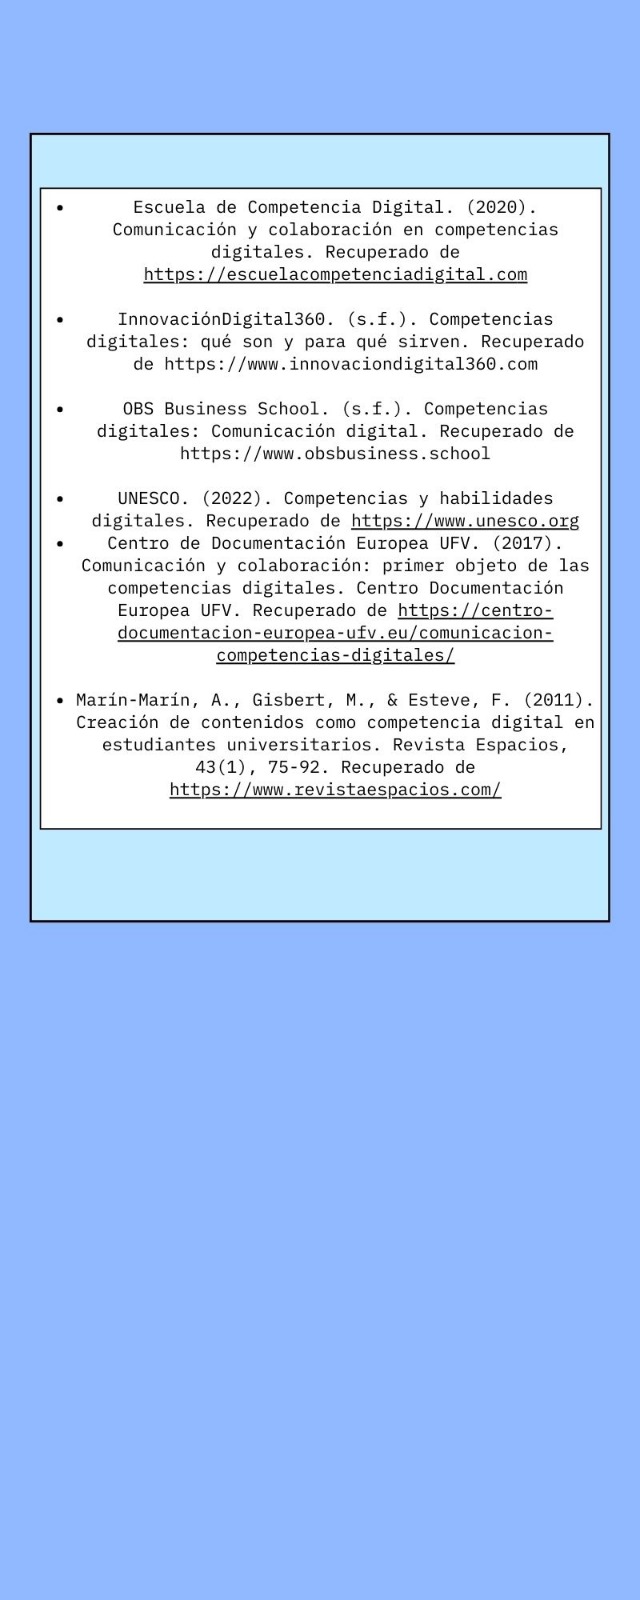 • Escuela de Competencia Digital. (2020).
Comunicación y colaboración en competencias
digitales. Recuperado de
https://escuelacompetenciadigital.com
• InnovaciónDigital360. (s.f.). Competencias
digitales: qué son y para qué sirven. Recuperado
de https://www.innovaciondigital360.com
• OBS Business School. (s.f.). Competencias
digitales: Comunicación digital. Recuperado de
https://www.obsbusiness.school
• UNESCO. (2022). Competencias y habilidades
digitales. Recuperado de https://www.unesco.org
• Centro de Documentación Europea UFV. (2017).
Comunicación y colaboración: primer objeto de las
competencias digitales. Centro Documentación
Europea UFV. Recuperado de https://centro-
documentacion-europea-ufv.eu/comunicacion-
competencias-digitales/
• Marín-Marín, A., Gisbert, M., & Esteve, F. (2011).
Creación de contenidos como competencia digital en
estudiantes universitarios. Revista Espacios,
43(1), 75-92. Recuperado de
https://www.revistaespacios.com/